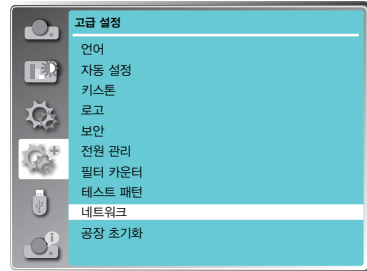 고급 설정
언어
자동 설정
키스톤
로고
보안
전원 관리
필터 카운터
테스트 패턴
네트워크
공장 초기화